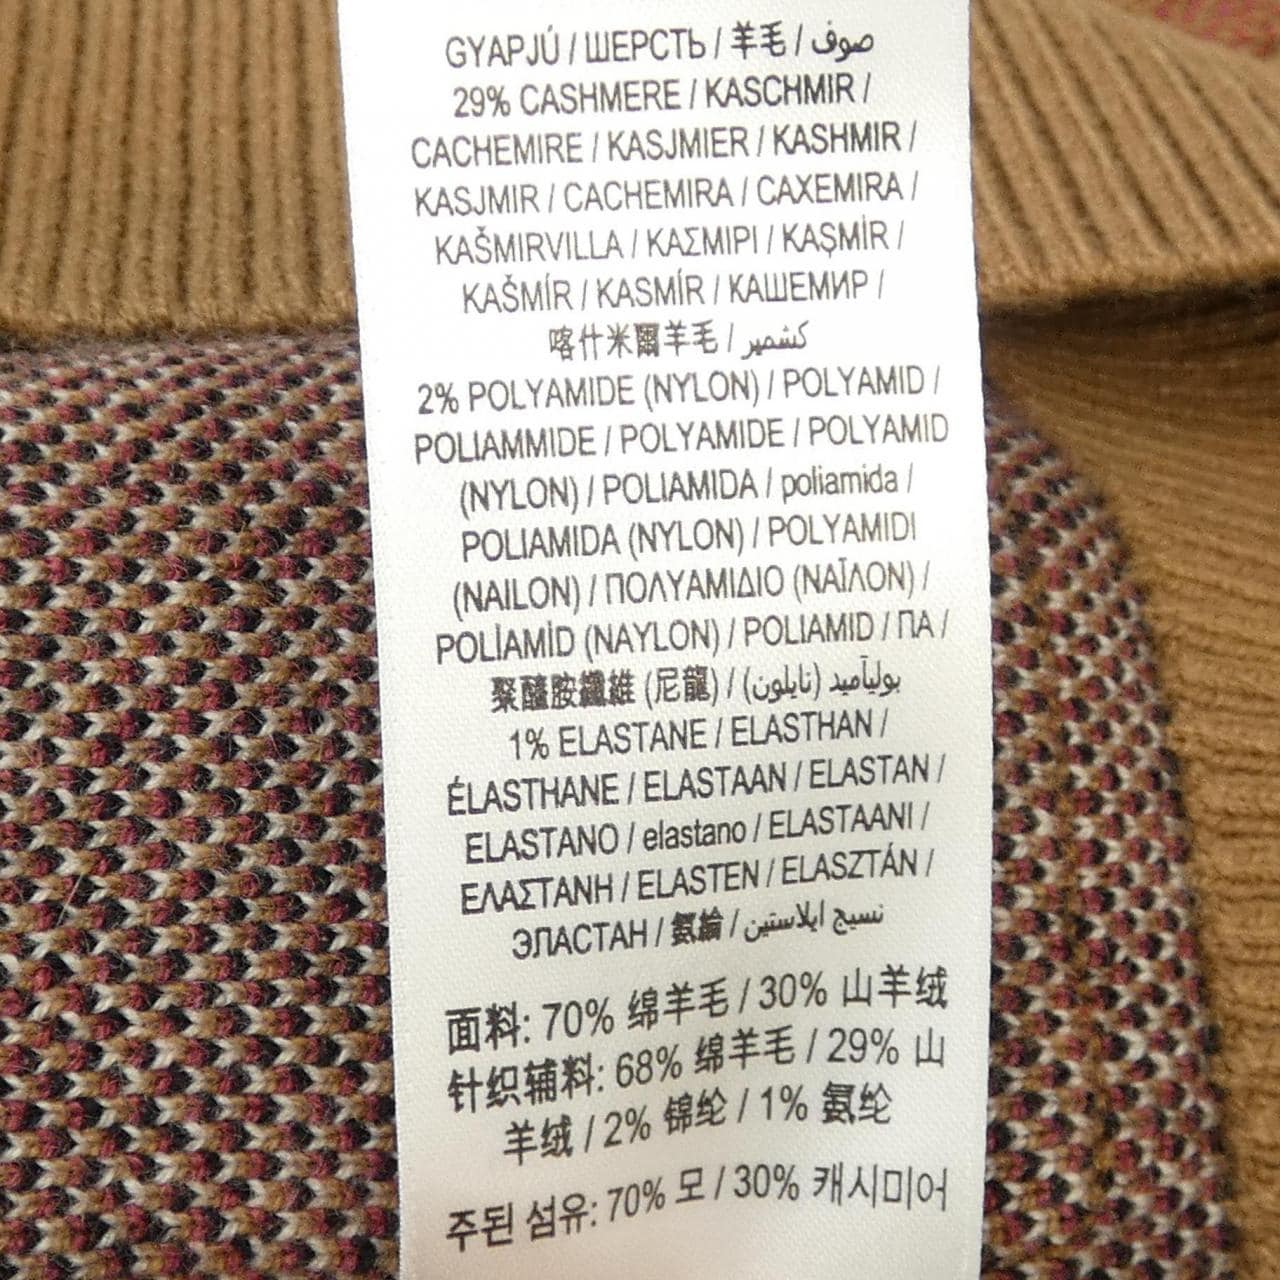 GYAPJÚ / ШЕРСТЬ / 羊毛 / صوف
29% CASHMERE / KASCHMIR /
CACHEMIRE / KASJMIER / KASHMIR /
KASJMIR / CACHEMIRA / CAXEMIRA /
KAŠMIRVILLA / ΚΑΣΜΙΡΙ / KAŞMİR /
KAŠMÍR / KASMÍR / КАШЕМИР /
喀什米爾羊毛 / كشمير
2% POLYAMIDE (NYLON) / POLYAMID /
POLIAMMIDE / POLYAMIDE / POLYAMID
(NYLON) / POLIAMIDA / poliamida /
POLIAMIDA (NYLON) / POLYAMIDI
(NAILON) / ΠΟΛΥΑΜΙΔΙΟ (ΝΑΪΛΟΝ) /
POLİAMİD (NAYLON) / POLIAMID / ПА /
聚醯胺纖維 (尼龍) / بوليآميد (نايلون)
1% ELASTANE / ELASTHAN /
ÉLASTHANE / ELASTAAN / ELASTAN /
ELASTANO / elastano / ELASTAANI /
ΕΛΑΣΤΑΝΗ / ELASTEN / ELASZTÁN /
ЭЛАСТАН / 氨綸 / نسيج ايلاستين
面料: 70% 绵羊毛 / 30% 山羊绒
针织辅料: 68% 绵羊毛 / 29% 山
羊绒 / 2% 锦纶 / 1% 氨纶
주된 섬유: 70% 모 / 30% 캐시미어